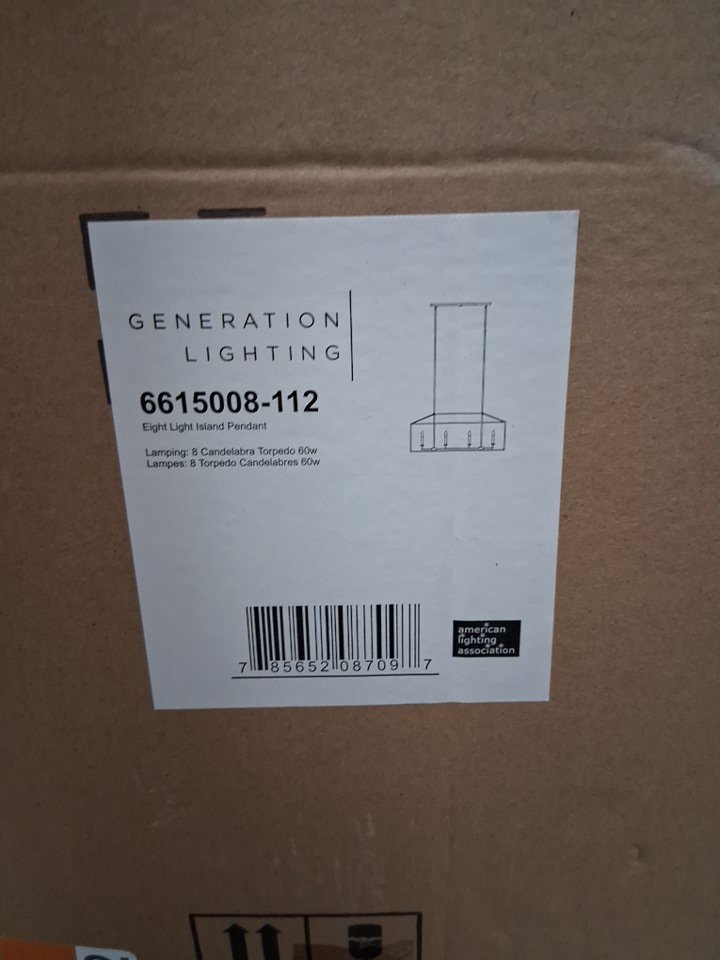 GENERATION
LIGHTING
6615008-112
Eight Light Island Pendant
Lamping: 8 Candelabra Torpedo 60w
Lampes: 8 Torpedo Candelabres 60w
7 85652 08709 7
american
lighting
association